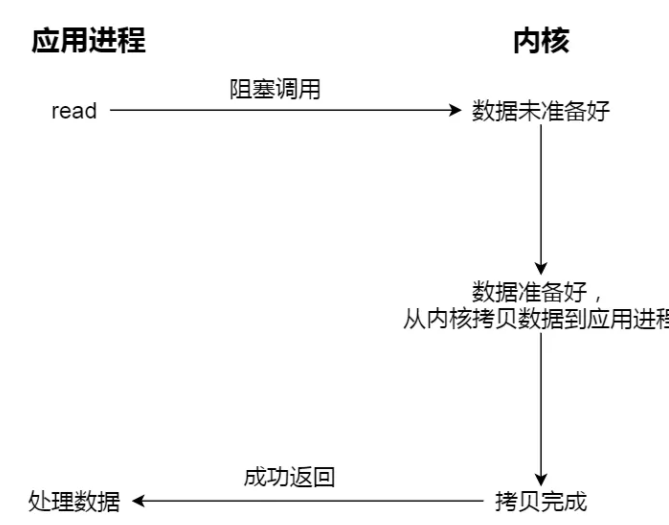 应用进程
内核
阻塞调用
read
数据未准备好
数据准备好，
从内核拷贝数据到应用进程
成功返回
处理数据
拷贝完成